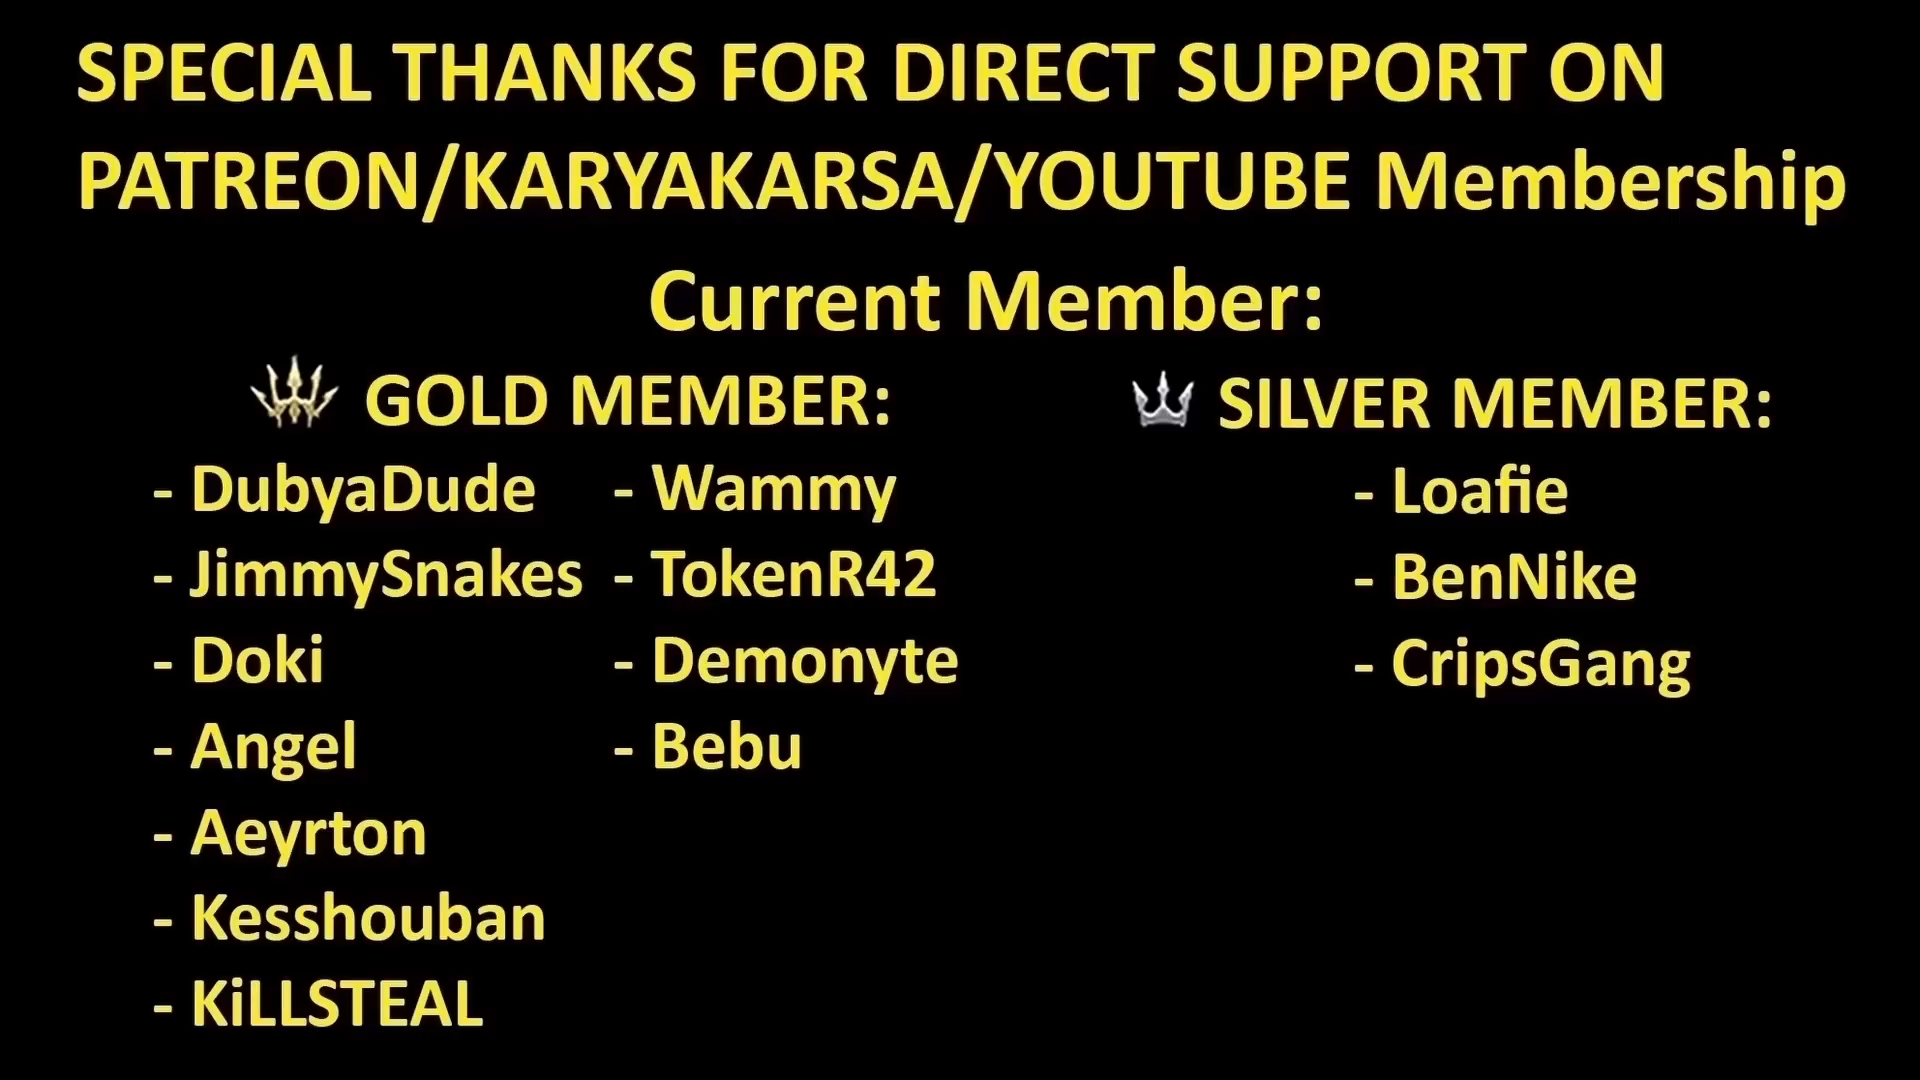 SPECIAL THANKS FOR DIRECT SUPPORT ON
PATREON/KARYAKARSA/YOUTUBE Membership
Current Member:
GOLD MEMBER:
- DubyaDude
- JimmySnakes
- Doki
- Angel
- Aeyrton
- Kesshouban
- KiLLSTEAL
- Wammy
- TokenR42
- Demonyte
- Bebu
SILVER MEMBER:
- Loafie
- BenNike
- CripsGang